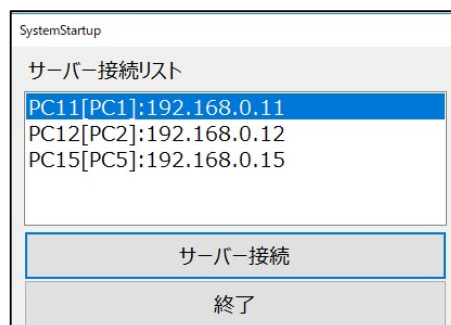 SystemStartup
サーバー接続リスト
PC11[PC1]:192.168.0.11
PC12[PC2]:192.168.0.12
PC15[PC5]:192.168.0.15
サーバー接続
終了